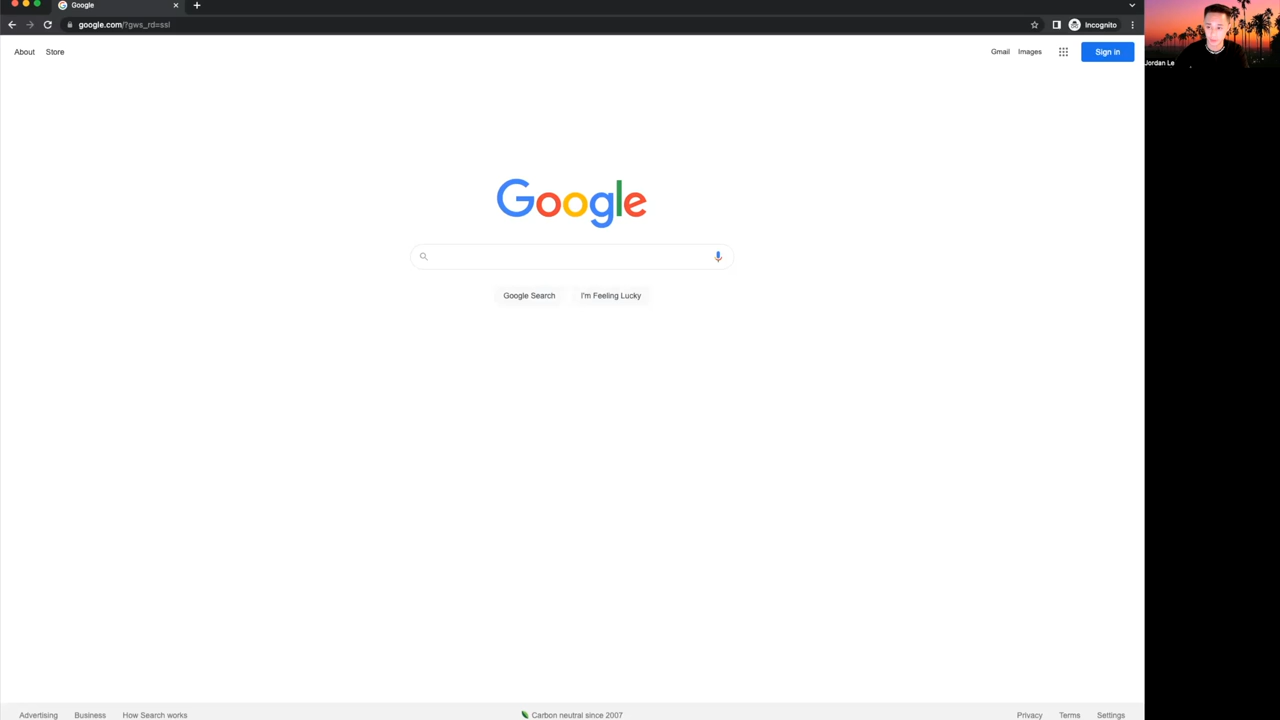 Google
google.com/?gws_rd=ssl
Incognito
About Store
Gmail Images
Sign in
Jordan Le
Google
Google Search I'm Feeling Lucky
Advertising Business How Search works
Carbon neutral since 2007
Privacy Terms Settings